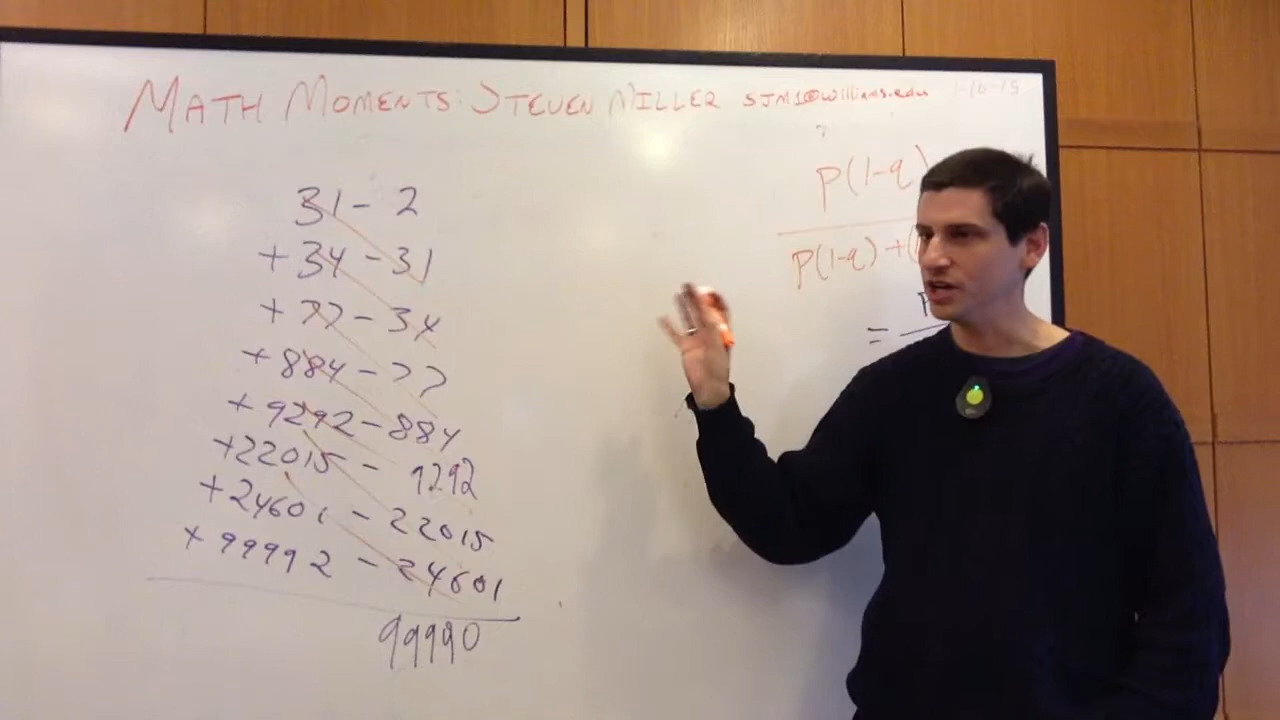 MATH MOMENTS: STEVEN MILLER sjm1@williams.edu 1-16-15
31 - 2
+ 34 - 31
+ 77 - 34
+ 884 - 77
+ 9292 - 884
+ 22015 - 9292
+ 24601 - 22015
+ 99992 - 24601
99990
p(1-q)
p(1-q) + (
= p